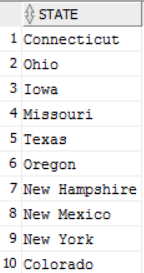 STATE
1 Connecticut
2 Ohio
3 Iowa
4 Missouri
5 Texas
6 Oregon
7 New Hampshire
8 New Mexico
9 New York
10 Colorado